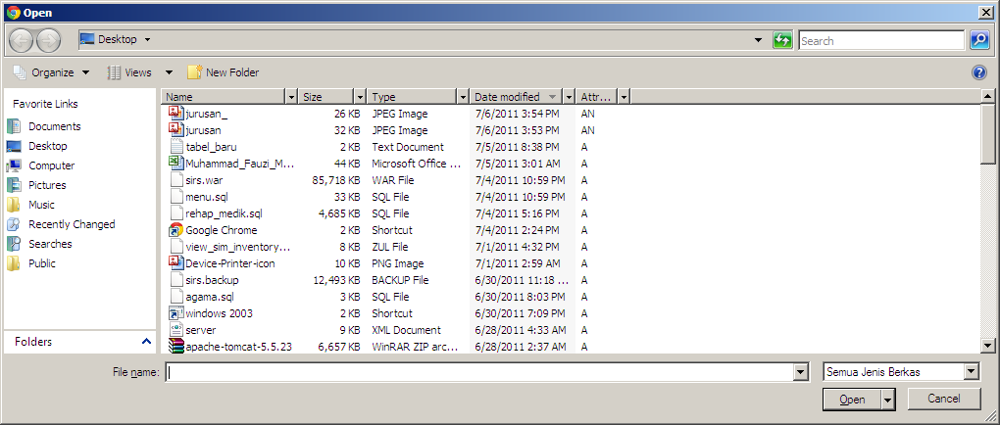 Open
Desktop
Search
Organize Views New Folder
Favorite Links
Documents
Desktop
Computer
Pictures
Music
Recently Changed
Searches
Public
Folders
Name Size Type Date modified Attr...
jurusan_ 26 KB JPEG Image 7/6/2011 3:54 PM AN
jurusan 32 KB JPEG Image 7/6/2011 3:53 PM AN
tabel_baru 2 KB Text Document 7/5/2011 8:38 PM A
Muhammad_Fauzi_M... 44 KB Microsoft Office ... 7/5/2011 3:01 AM A
sirs.war 85,718 KB WAR File 7/4/2011 10:59 PM A
menu.sql 33 KB SQL File 7/4/2011 10:59 PM A
rehap_medik.sql 4,685 KB SQL File 7/4/2011 5:16 PM A
Google Chrome 2 KB Shortcut 7/4/2011 2:24 PM A
view_sim_inventory... 8 KB ZUL File 7/1/2011 4:32 PM A
Device-Printer-icon 10 KB PNG Image 7/1/2011 2:59 AM A
sirs.backup 12,493 KB BACKUP File 6/30/2011 11:18 ... A
agama.sql 3 KB SQL File 6/30/2011 8:03 PM A
windows 2003 2 KB Shortcut 6/30/2011 7:09 PM A
server 9 KB XML Document 6/28/2011 4:33 AM A
apache-tomcat-5.5.23 6,657 KB WinRAR ZIP arc... 6/28/2011 2:37 AM A
File name: Semua Jenis Berkas
Open Cancel